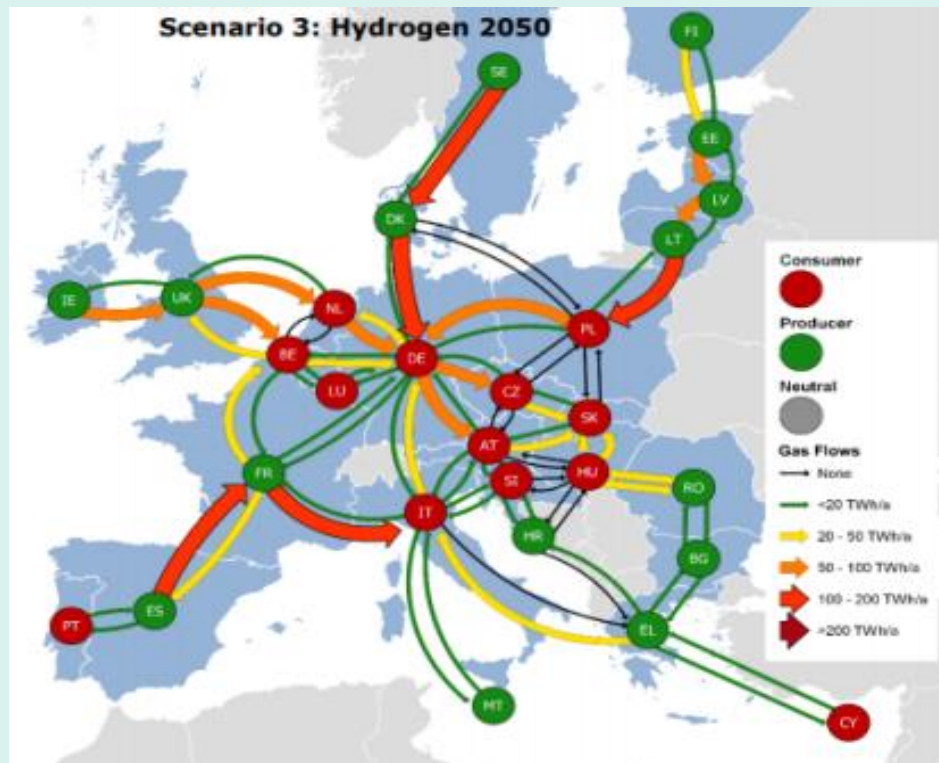 Scenario 3: Hydrogen 2050
FI
SE
EE
LV
DK
LT
IE
UK
NL
PL
BE
DE
LU
CZ
SK
AT
FR
SI
HU
RO
IT
HR
BG
PT
ES
EL
MT
CY
Consumer
Producer
Neutral
Gas Flows
None
<20 TWh/a
20 - 50 TWh/a
50 - 100 TWh/a
100 - 200 TWh/a
>200 TWh/a